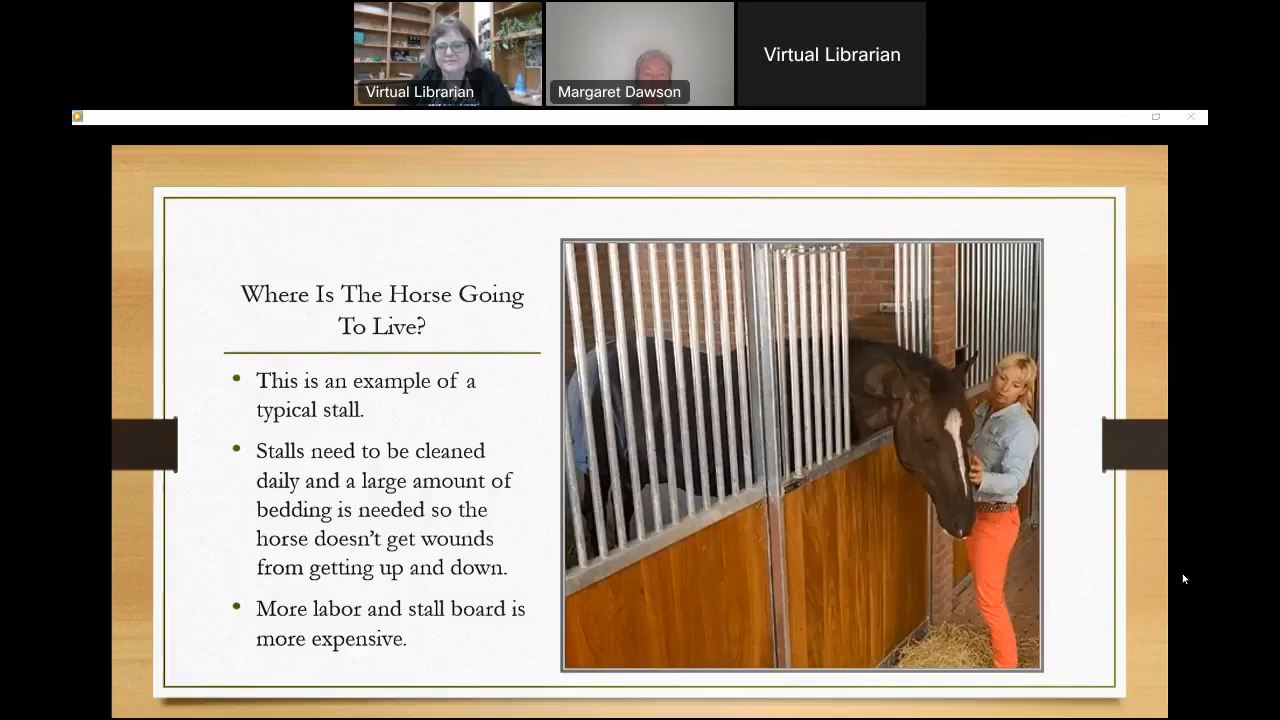 Virtual Librarian
Margaret Dawson
Virtual Librarian
Where Is The Horse Going
To Live?
• This is an example of a
typical stall.
• Stalls need to be cleaned
daily and a large amount of
bedding is needed so the
horse doesn't get wounds
from getting up and down.
• More labor and stall board is
more expensive.